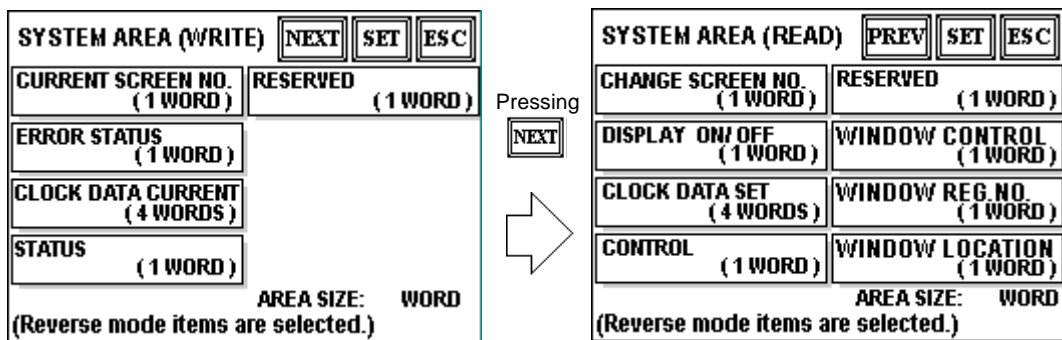 SYSTEM AREA (WRITE) NEXT SET ESC
CURRENT SCREEN NO. (1 WORD)
RESERVED (1 WORD)
ERROR STATUS (1 WORD)
CLOCK DATA CURRENT (4 WORDS)
STATUS (1 WORD)
AREA SIZE: WORD
(Reverse mode items are selected.)
Pressing
NEXT
SYSTEM AREA (READ) PREV SET ESC
CHANGE SCREEN NO. (1 WORD)
RESERVED (1 WORD)
DISPLAY ON/OFF (1 WORD)
WINDOW CONTROL (1 WORD)
CLOCK DATA SET (4 WORDS)
WINDOW REG.NO. (1 WORD)
CONTROL (1 WORD)
WINDOW LOCATION (1 WORD)
AREA SIZE: WORD
(Reverse mode items are selected.)